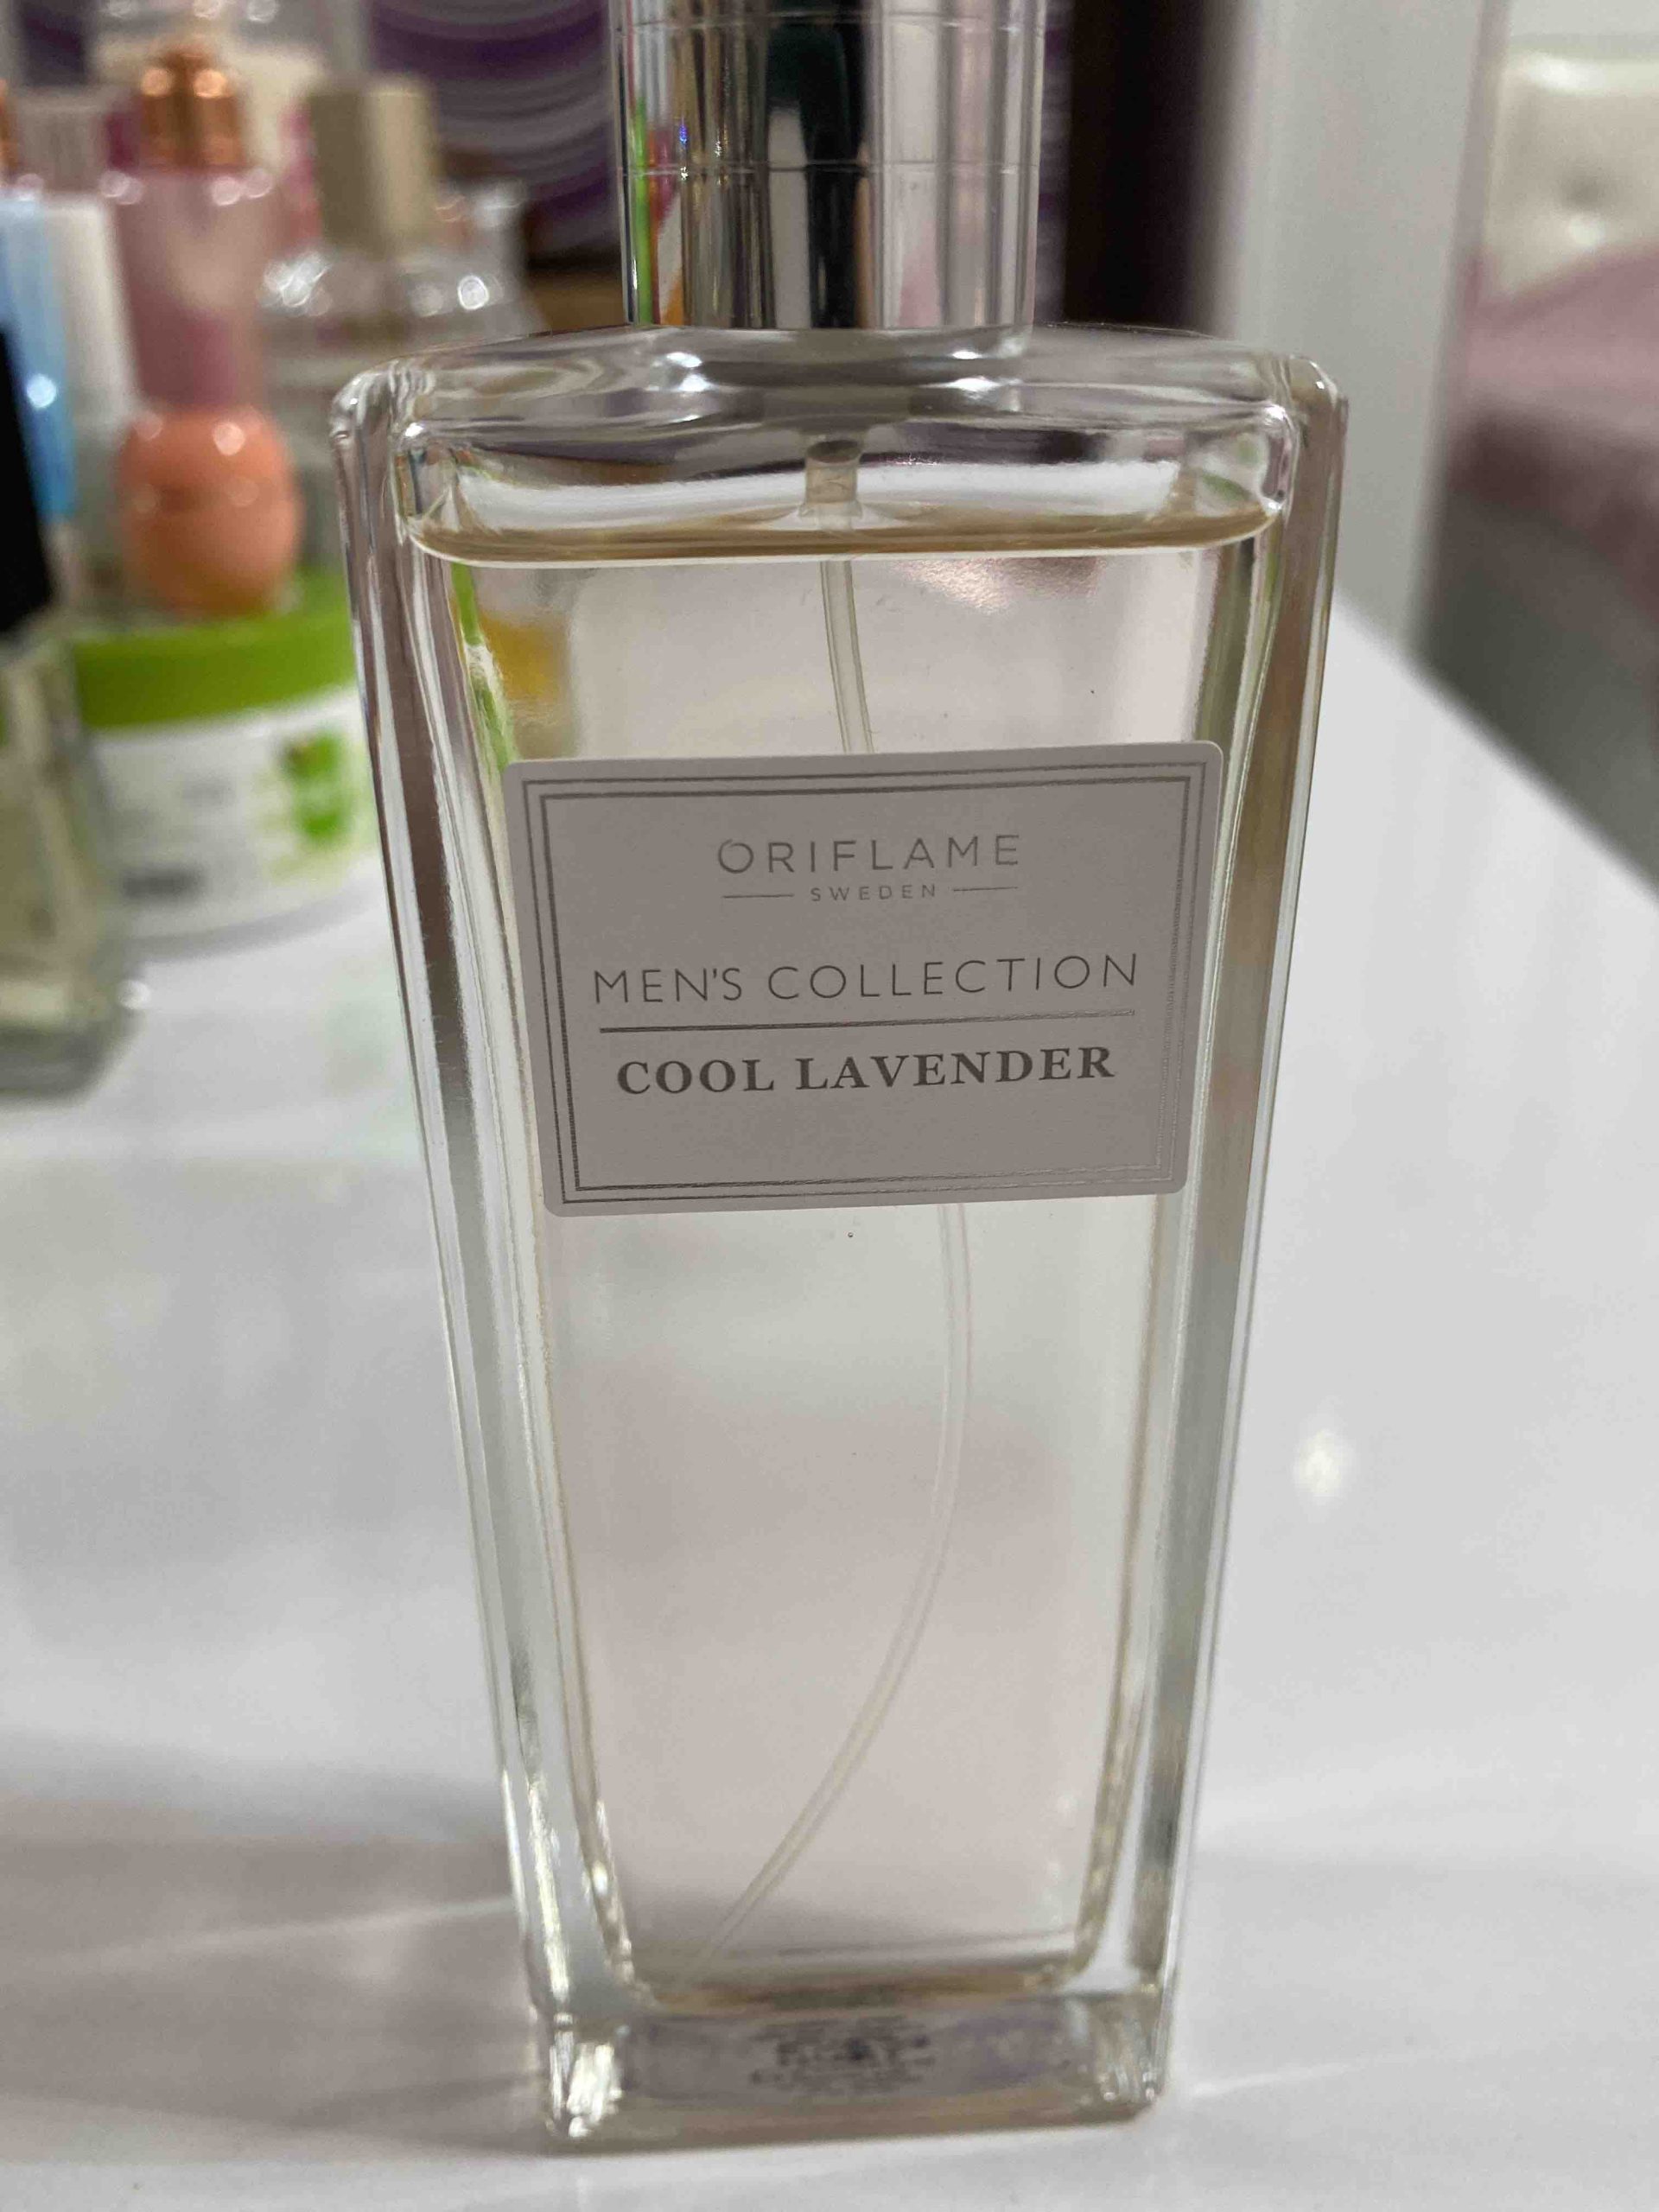 ORIFLAME
SWEDEN
MEN'S COLLECTION
COOL LAVENDER